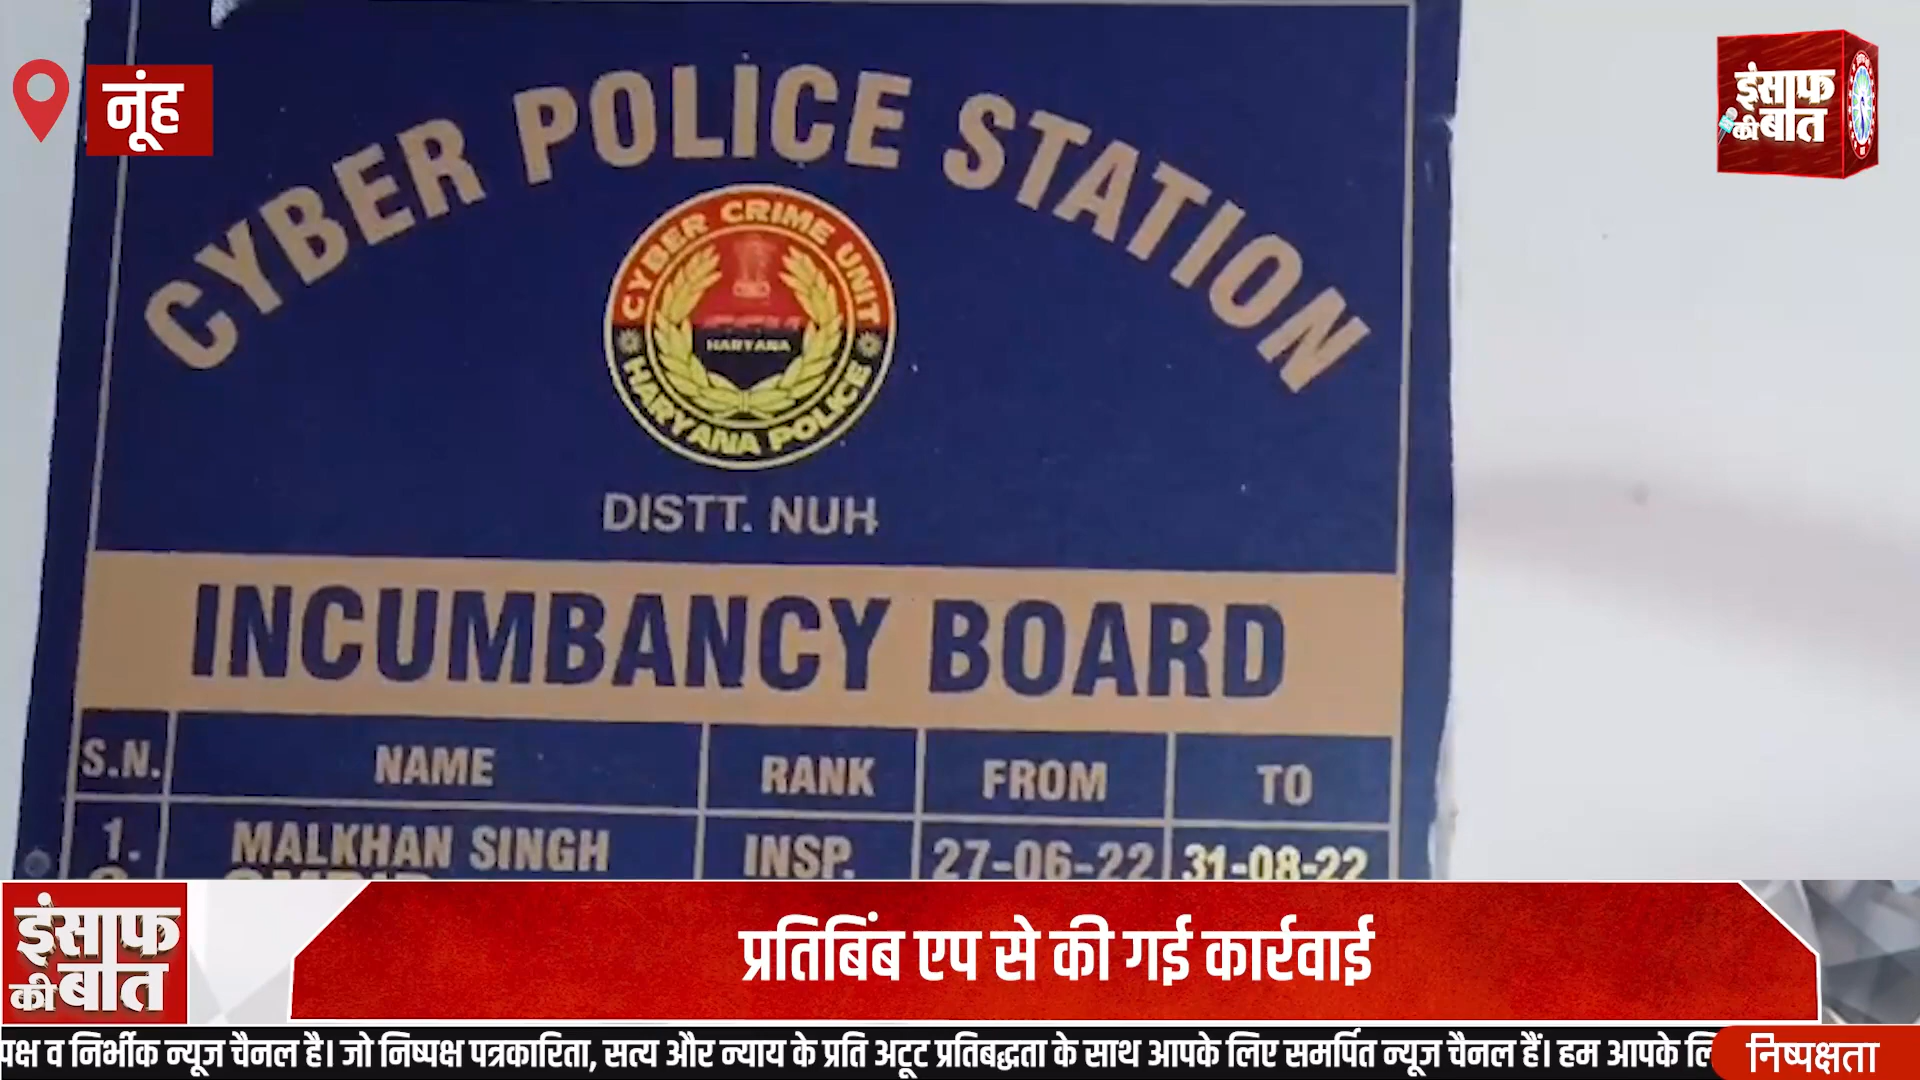 नूंह
इंसाफ
की बात
CYBER POLICE STATION
CYBER CRIME UNIT
HARYANA
HARYANA POLICE
DISTT. NUH
INCUMBANCY BOARD
S.N. NAME RANK FROM TO
1. MALKHAN SINGH INSP. 27-06-22 31-08-22
इंसाफ
की बात
प्रतिबिंब एप से की गई कार्रवाई
पक्ष व निर्भीक न्यूज चैनल है। जो निष्पक्ष पत्रकारिता, सत्य और न्याय के प्रति अटूट प्रतिबद्धता के साथ आपके लिए समर्पित न्यूज चैनल हैं। हम आपके लि
निष्पक्षता